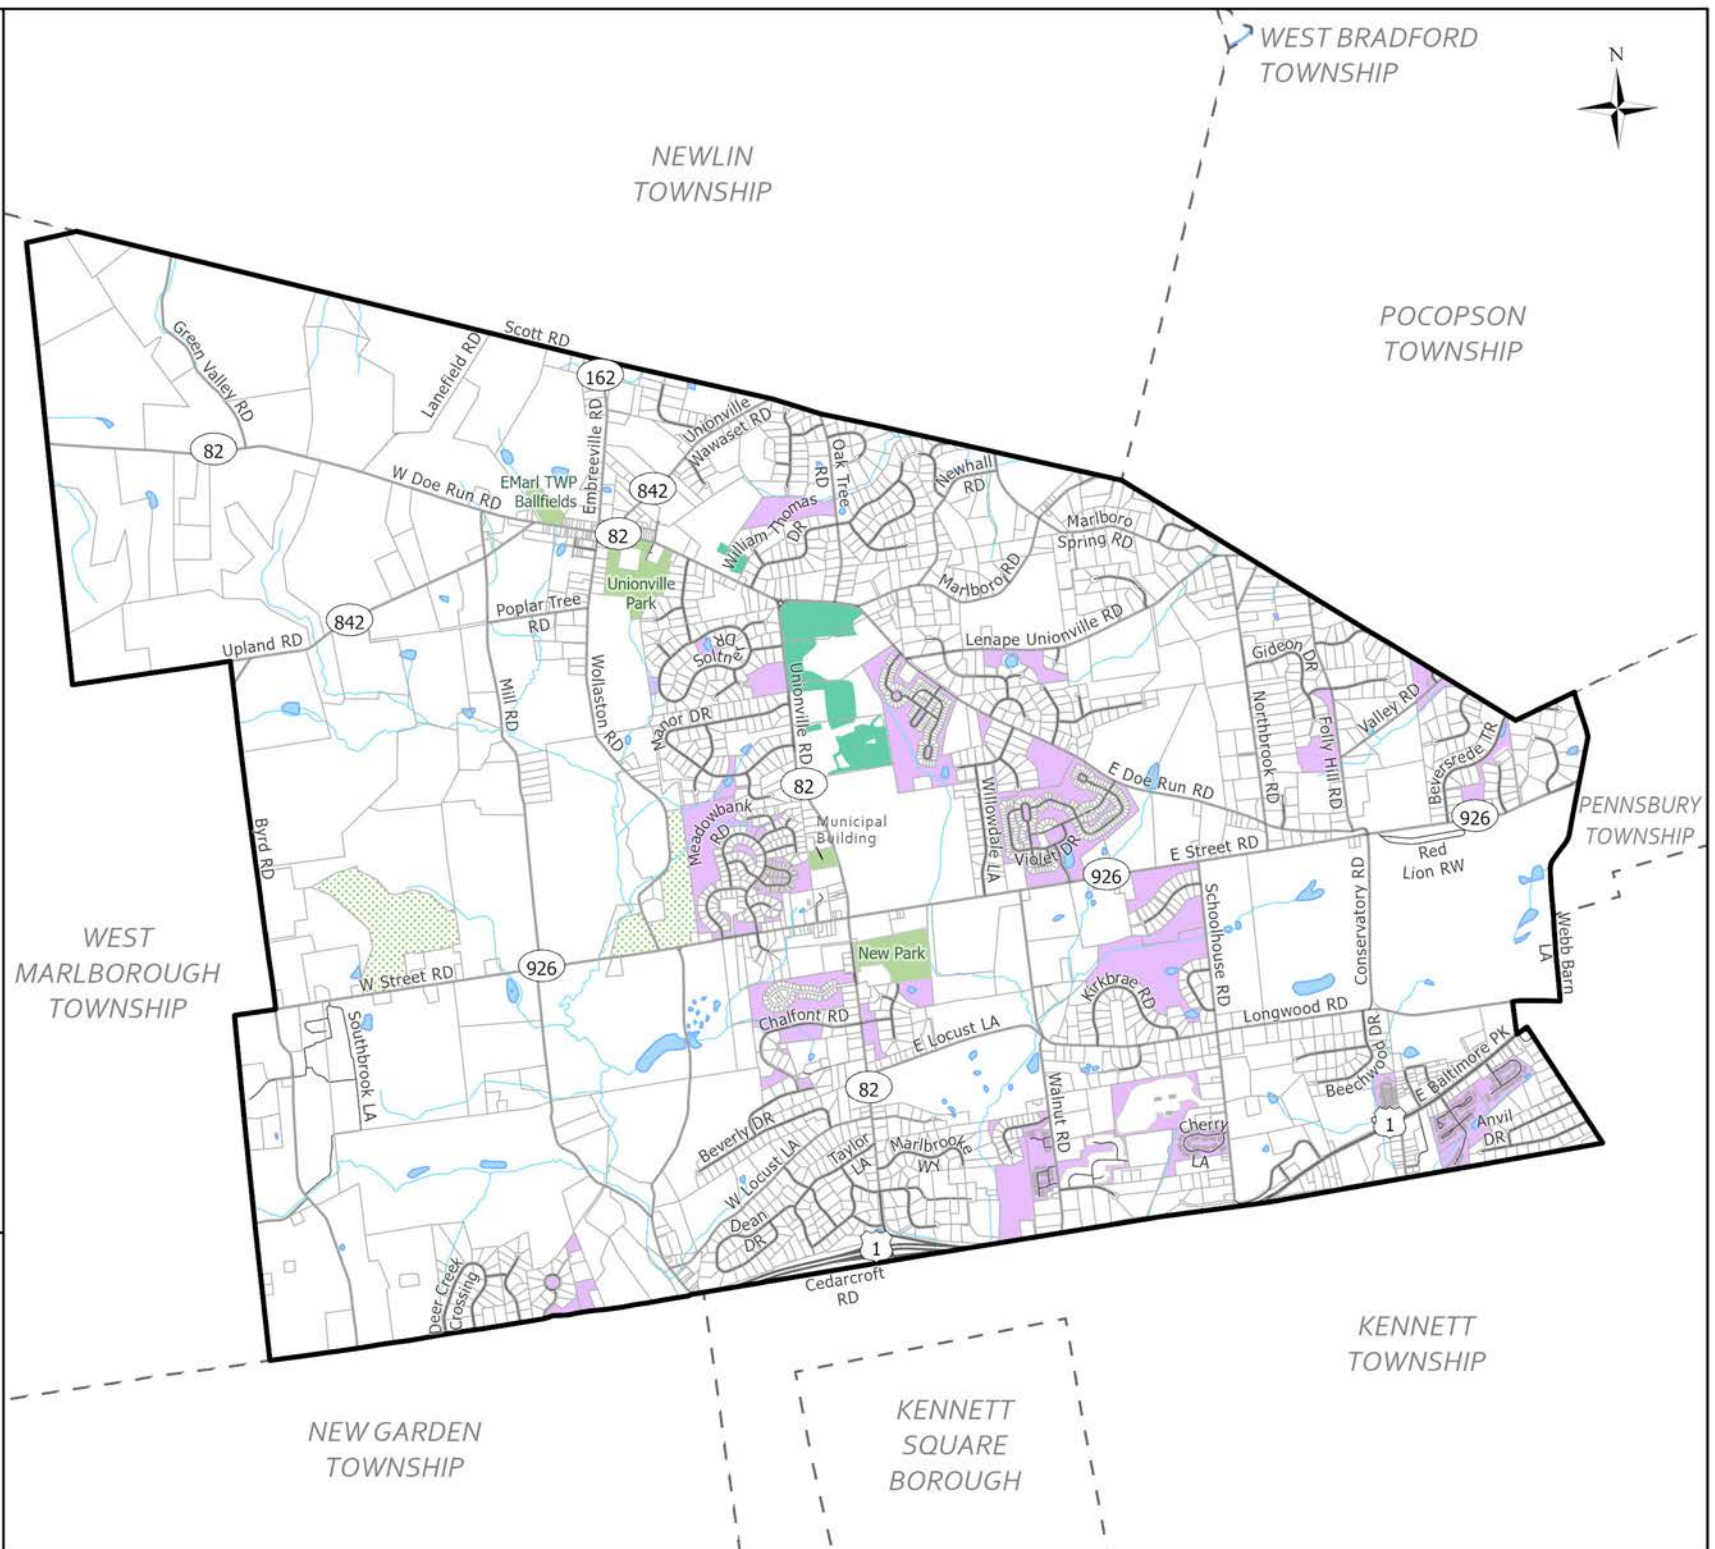 WEST BRADFORD
TOWNSHIP
N
NEWLIN
TOWNSHIP
POCOPSON
TOWNSHIP
Scott RD
Green Valley RD
Lanefield RD
162
Embreeville RD
Unionville
Wawaset RD
82
W Doe Run RD
EMarl TWP
Ballfields
842
Oak Tree
RD
Newhall
RD
82
William Thomas
DR
Marlboro
Spring RD
Marlboro RD
Unionville
Park
Poplar Tree
RD
842
Upland RD
Lenape Unionville RD
Soltner
DR
Gideon DR
Mill RD
Wollaston RD
Unionville RD
Manor DR
Northbrook RD
Folly Hill RD
Valley RD
Beversrede TR
82
E Doe Run RD
Willowdale LA
926
PENNSBURY
TOWNSHIP
Byrd RD
Meadowbank
RD
Municipal
Building
Violet DR
E Street RD
Red
Lion RW
926
Schoolhouse RD
Conservatory RD
Webb Barn
LA
WEST
MARLBOROUGH
TOWNSHIP
New Park
926
W Street RD
Kirkbrae RD
Longwood RD
Southbrook LA
Chalfont RD
E Locust LA
Beechwood DR
E Baltimore PK
82
Walnut RD
1
Beverly DR
Cherry
LA
Anvil
DR
W Locust LA
Taylor
LA
Marlbrooke
WY
Dean
DR
1
Deer Creek
Crossing
Cedarcroft
RD
KENNETT
TOWNSHIP
NEW GARDEN
TOWNSHIP
KENNETT
SQUARE
BOROUGH